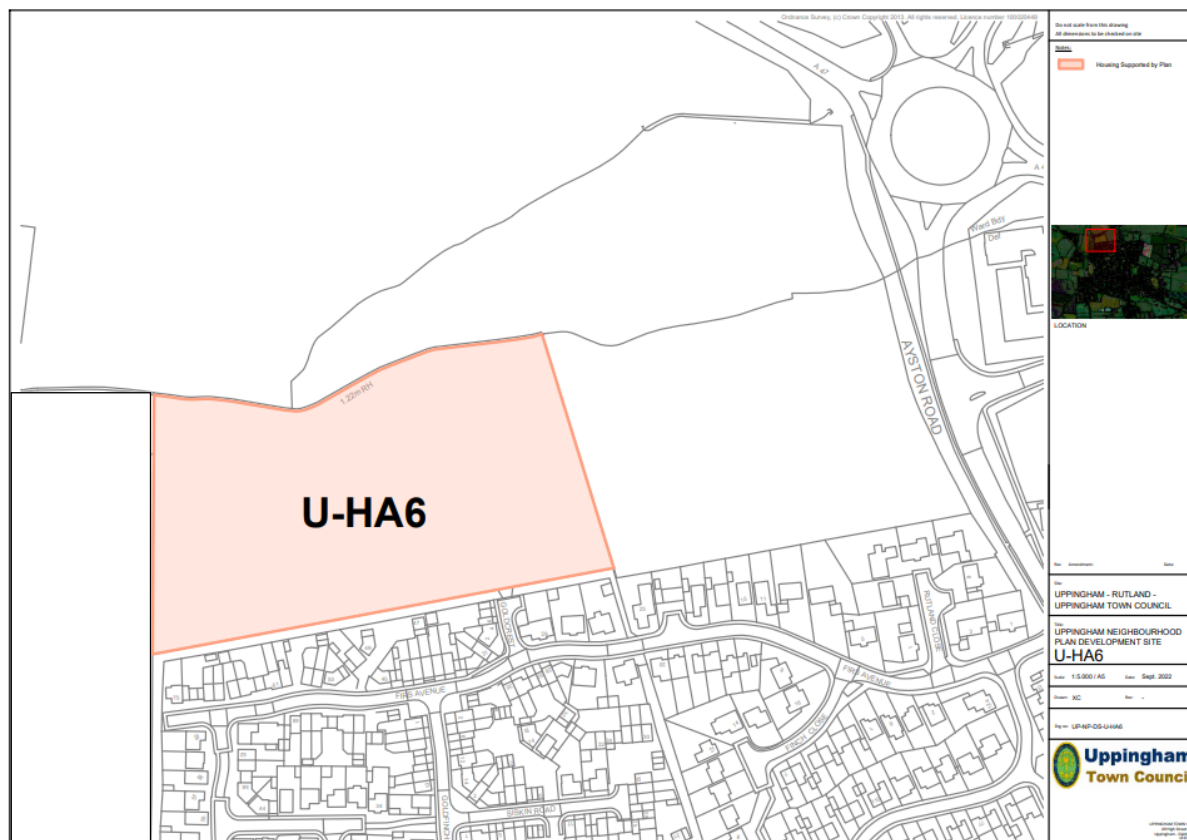 Ordnance Survey, (c) Crown Copyright 2013. All rights reserved. Licence number 100020449
Do not scale from this drawing
All dimensions to be checked on site
Notes:
Housing Supported by Plan
A 47
A 4
Ward Bdy
Def
1.22m RH
AYSTON ROAD
U-HA6
GOLDCREST
RUTLAND CLOSE
FIRS AVENUE
FIRS AVENUE
FINCH CLOSE
GOLDFINCH
SISKIN ROAD
LOCATION
Rev Amendment: Date
Site:
UPPINGHAM - RUTLAND -
UPPINGHAM TOWN COUNCIL
Title:
UPPINGHAM NEIGHBOURHOOD
PLAN DEVELOPMENT SITE
U-HA6
Scale: 1:5.000 / A5 Date: Sept. 2022
Drawn: XC Rev: -
Drg no: UP-NP-DS-U-HA6
Uppingham
Town Counci